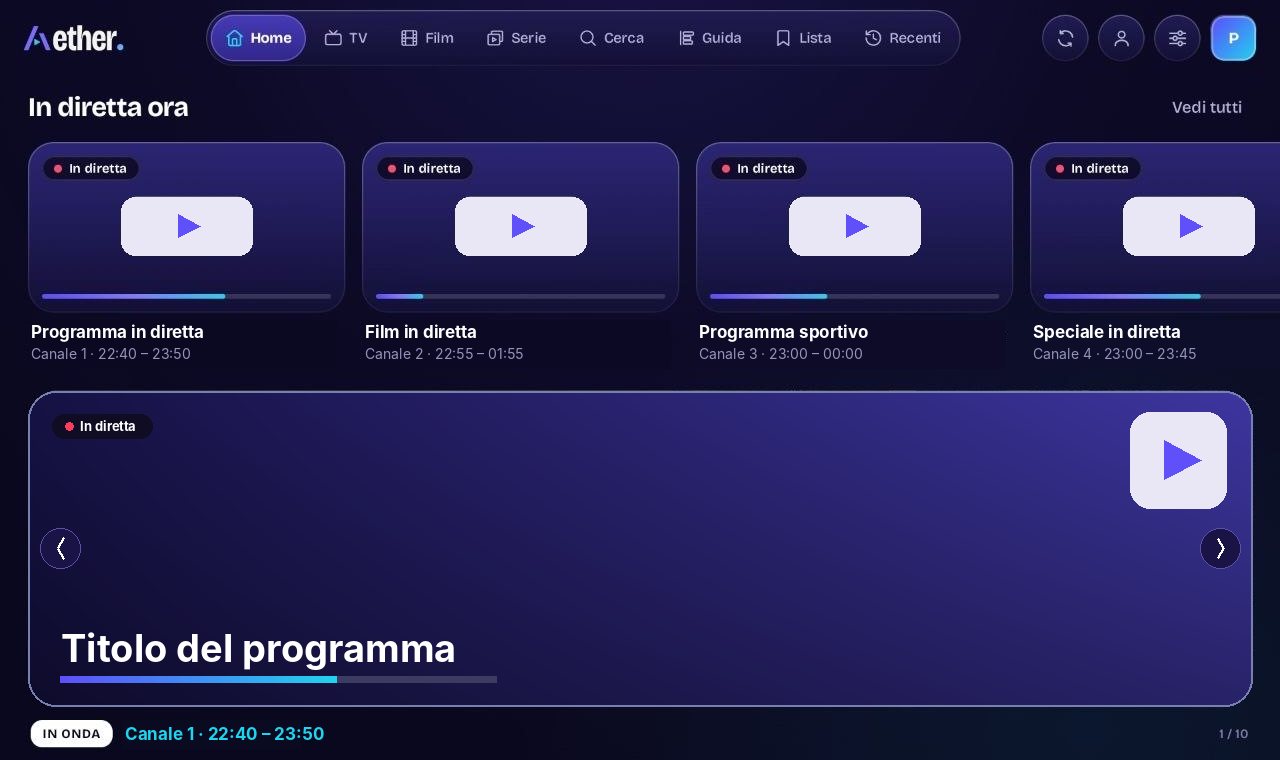 Aether.
Home
TV
Film
Serie
Cerca
Guida
Lista
Recenti
P
In diretta ora
Vedi tutti
In diretta
In diretta
In diretta
In diretta
Programma in diretta
Canale 1 · 22:40 – 23:50
Film in diretta
Canale 2 · 22:55 – 01:55
Programma sportivo
Canale 3 · 23:00 – 00:00
Speciale in diretta
Canale 4 · 23:00 – 23:45
In diretta
Titolo del programma
IN ONDA
Canale 1 · 22:40 – 23:50
1 / 10